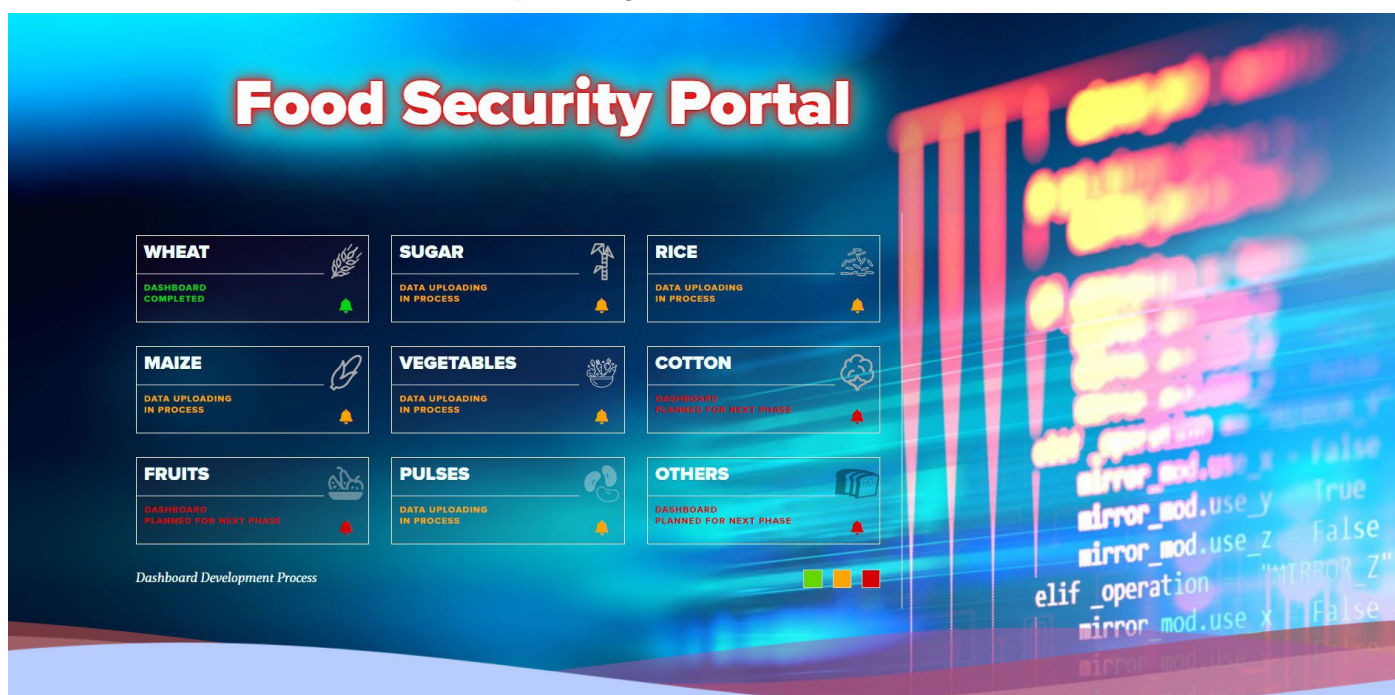 Food Security Portal
WHEAT
DASHBOARD
COMPLETED
SUGAR
DATA UPLOADING
IN PROCESS
RICE
DATA UPLOADING
IN PROCESS
MAIZE
DATA UPLOADING
IN PROCESS
VEGETABLES
DATA UPLOADING
IN PROCESS
COTTON
DASHBOARD
PLANNED FOR NEXT PHASE
FRUITS
DASHBOARD
PLANNED FOR NEXT PHASE
PULSES
DATA UPLOADING
IN PROCESS
OTHERS
DASHBOARD
PLANNED FOR NEXT PHASE
Dashboard Development Process
mirror_mod.use_x False
mirror_mod.use_y True
mirror_mod.use_z False
elif _operation "MIRROR_Z"
mirror_mod.use_x False